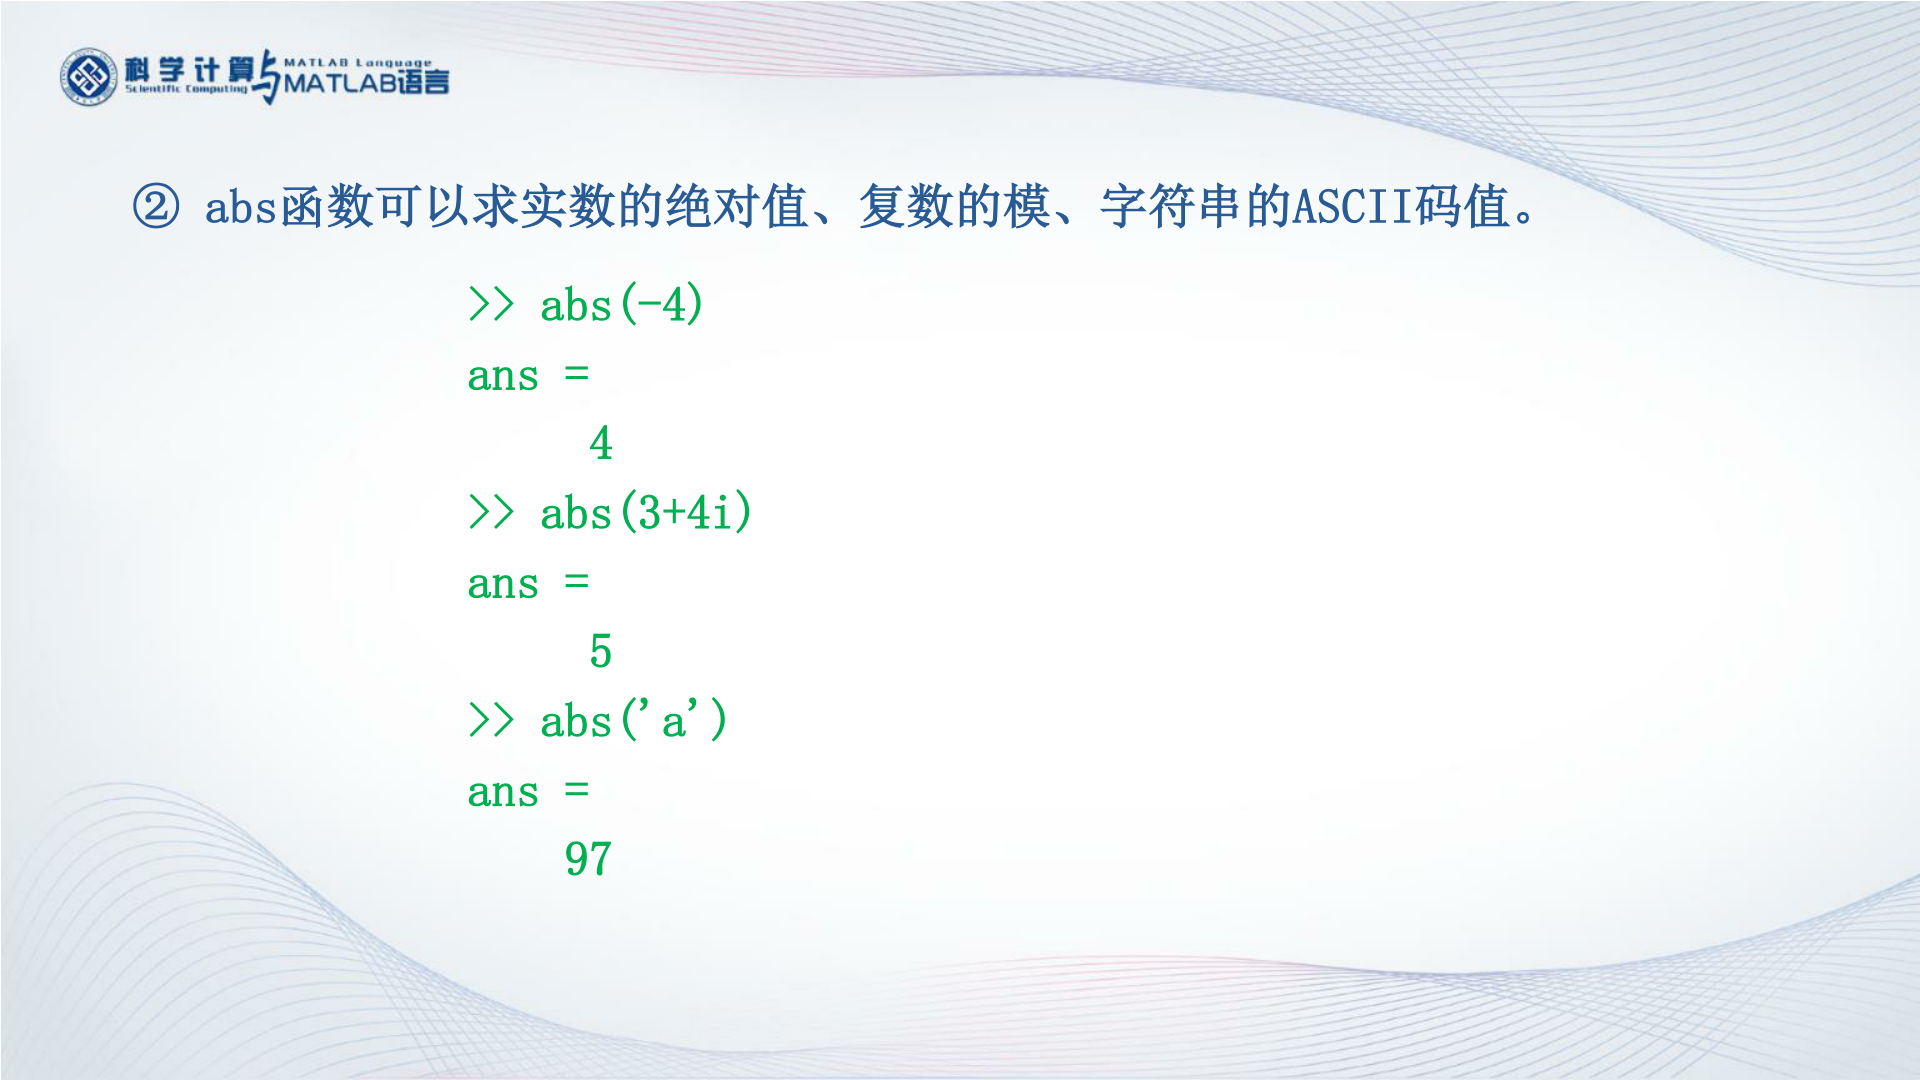 科学计算与MATLAB语言
Scientific Computing MATLAB Language
② abs函数可以求实数的绝对值、复数的模、字符串的ASCII码值。
>> abs(-4)
ans =
4
>> abs(3+4i)
ans =
5
>> abs('a')
ans =
97